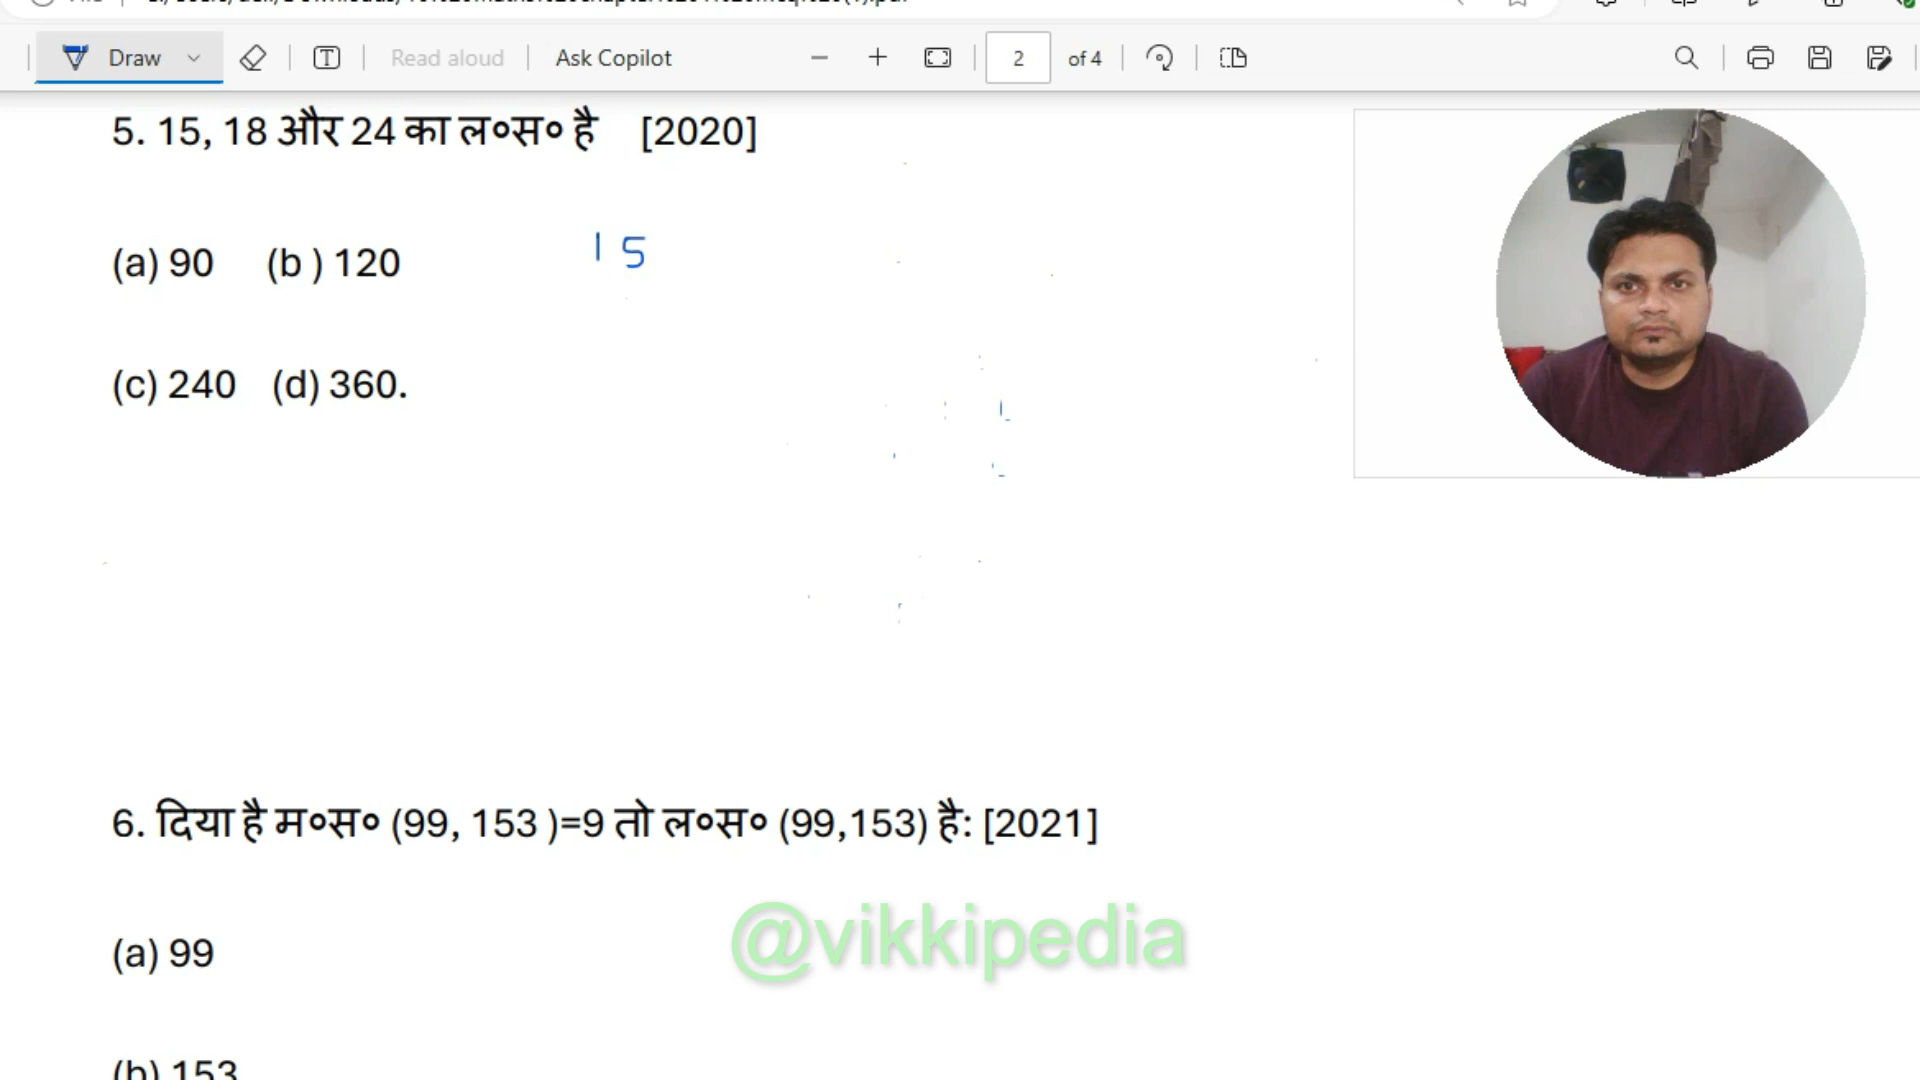 Draw
Read aloud
Ask Copilot
2 of 4
5. 15, 18 और 24 का ल०स० है [2020]
(a) 90 (b ) 120
15
(c) 240 (d) 360.
6. दिया है म०स० (99, 153 )=9 तो ल०स० (99,153) है: [2021]
@vikkipedia
(a) 99
(b) 153